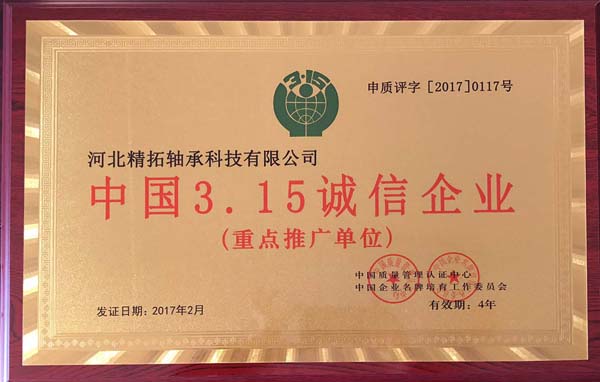 3·15
申质评字[2017]0117号
河北精拓轴承科技有限公司
中国3.15诚信企业
(重点推广单位)
中国质量管理认证中心
中国企业名牌培育工作委员会
发证日期:2017年2月
有效期:4年